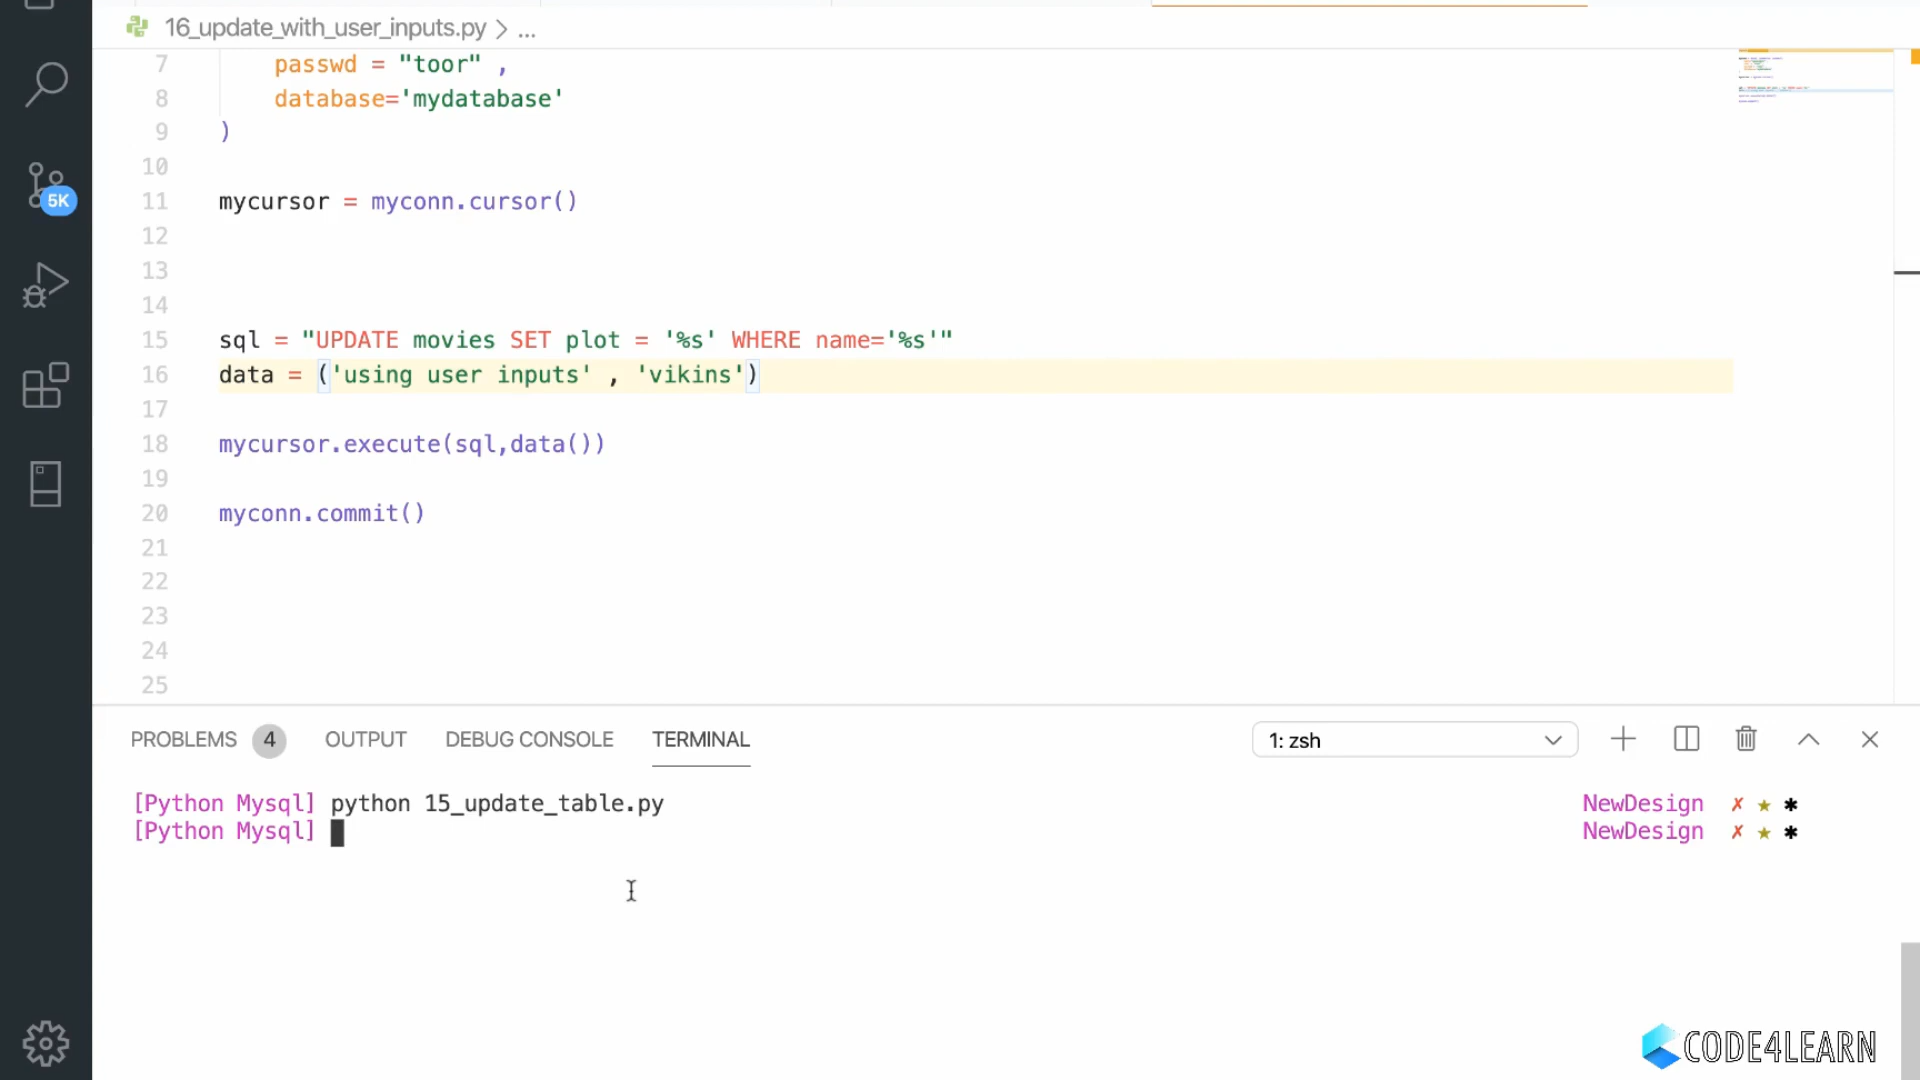 16_update_with_user_inputs.py > ...
7 passwd = "toor" ,
8 database='mydatabase'
9 )
10
11 mycursor = myconn.cursor()
12
13
14
15 sql = "UPDATE movies SET plot = '%s' WHERE name='%s'"
16 data = ('using user inputs' , 'vikins')
17
18 mycursor.execute(sql,data())
19
20 myconn.commit()
21
22
23
24
25
5K
PROBLEMS 4 OUTPUT DEBUG CONSOLE TERMINAL 1: zsh
[Python Mysql] python 15_update_table.py NewDesign ✗ ★ ✱
[Python Mysql] NewDesign ✗ ★ ✱
CODE4LEARN